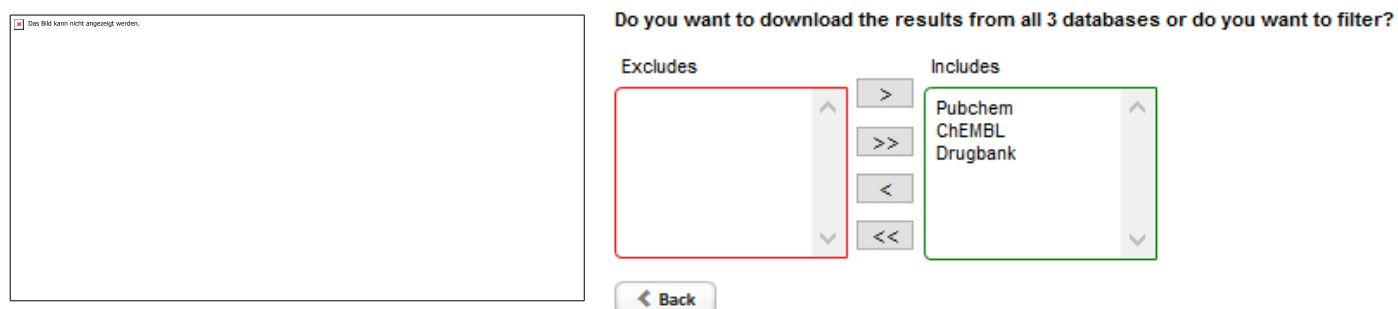 Das Bild kann nicht angezeigt werden.
Do you want to download the results from all 3 databases or do you want to filter?
Excludes
Includes
>
>>
<
<<
Pubchem
ChEMBL
Drugbank
Back